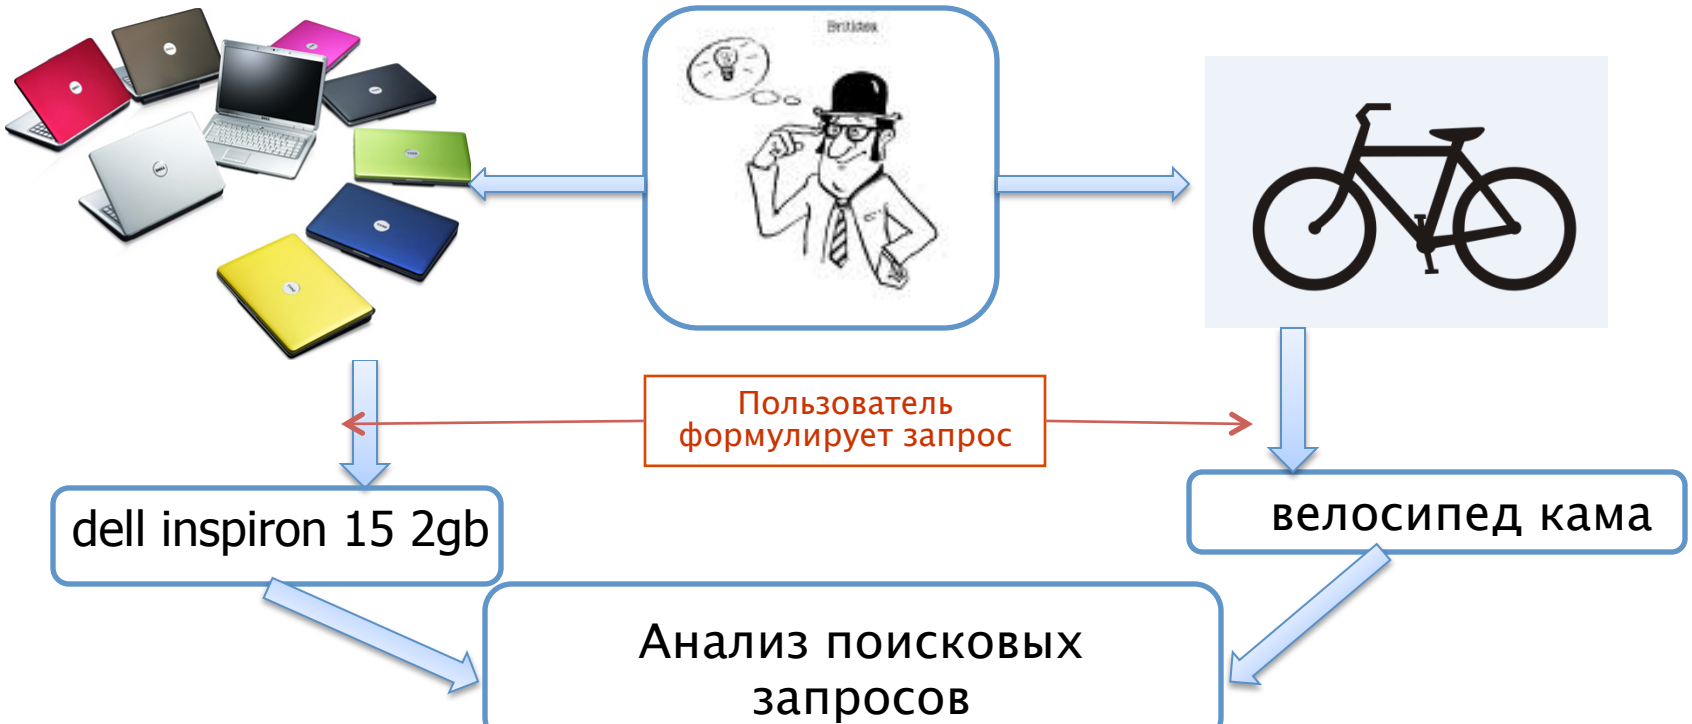 Пользователь
формулирует запрос
dell inspiron 15 2gb
велосипед кама
Анализ поисковых
запросов